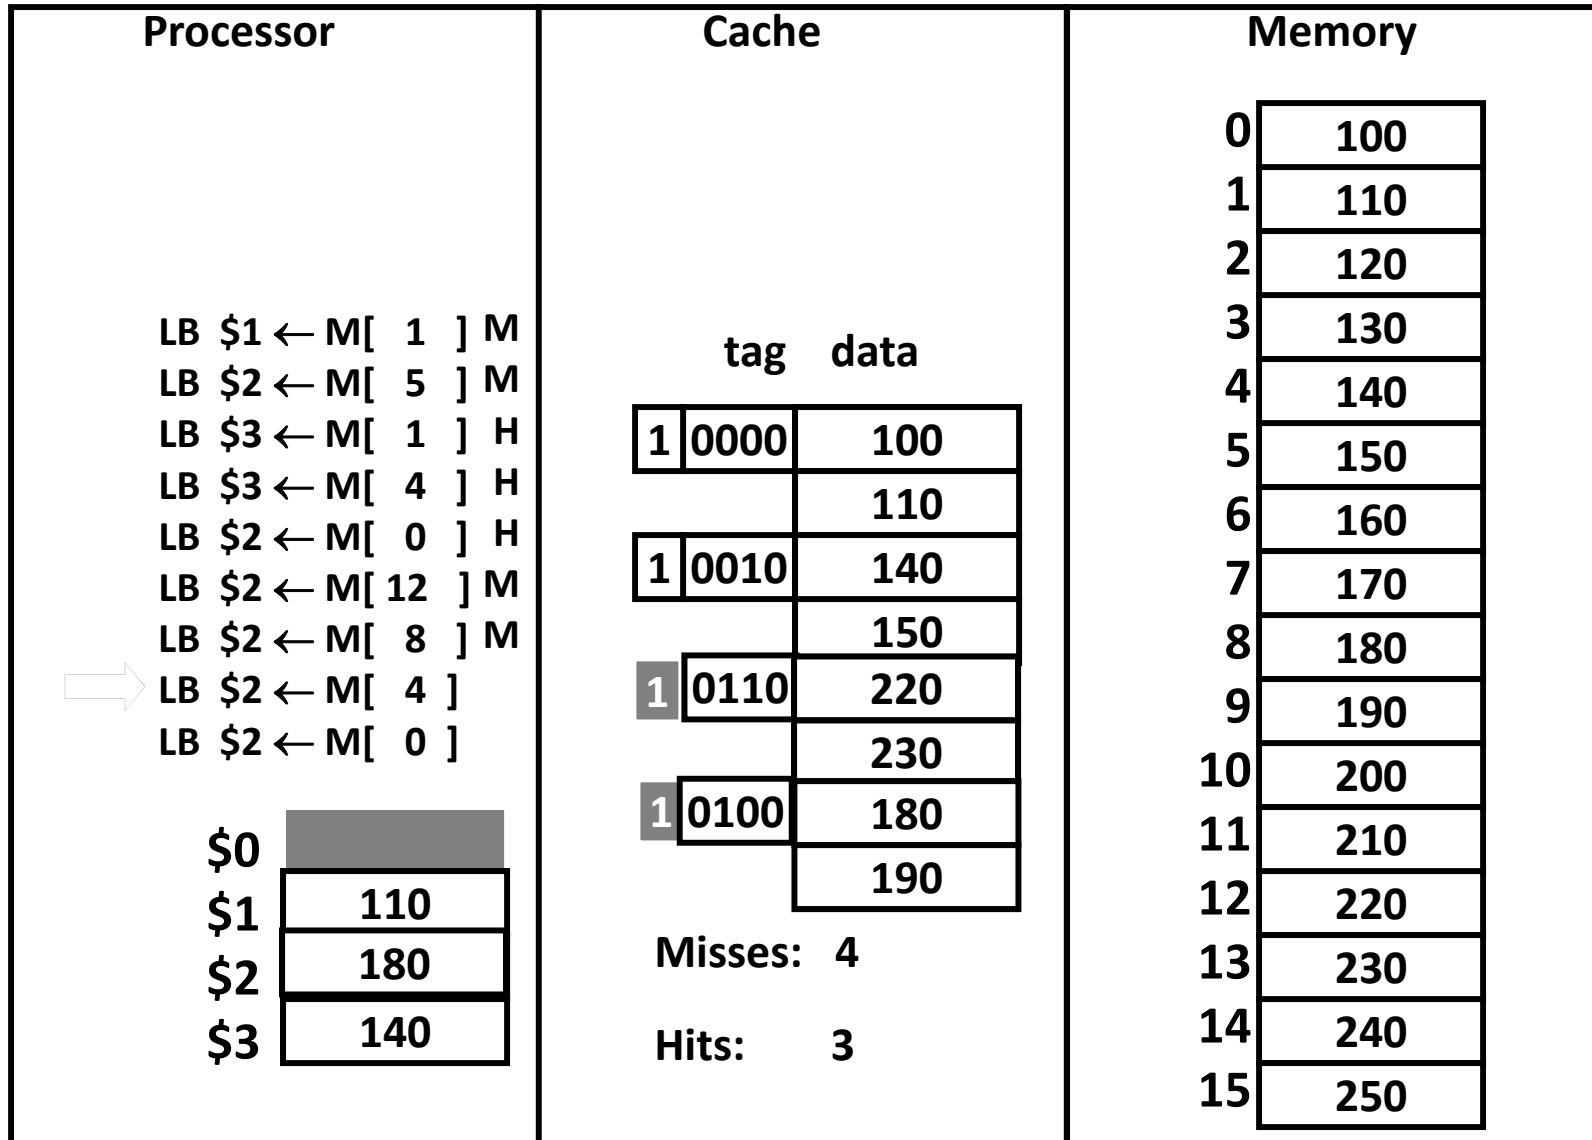 Processor
LB $1 ← M[ 1 ] M
LB $2 ← M[ 5 ] M
LB $3 ← M[ 1 ] H
LB $3 ← M[ 4 ] H
LB $2 ← M[ 0 ] H
LB $2 ← M[ 12 ] M
LB $2 ← M[ 8 ] M
LB $2 ← M[ 4 ]
LB $2 ← M[ 0 ]
$0
$1 110
$2 180
$3 140
Cache
tag data
1 0000 100
110
1 0010 140
150
1 0110 220
230
1 0100 180
190
Misses: 4
Hits: 3
Memory
0 100
1 110
2 120
3 130
4 140
5 150
6 160
7 170
8 180
9 190
10 200
11 210
12 220
13 230
14 240
15 250